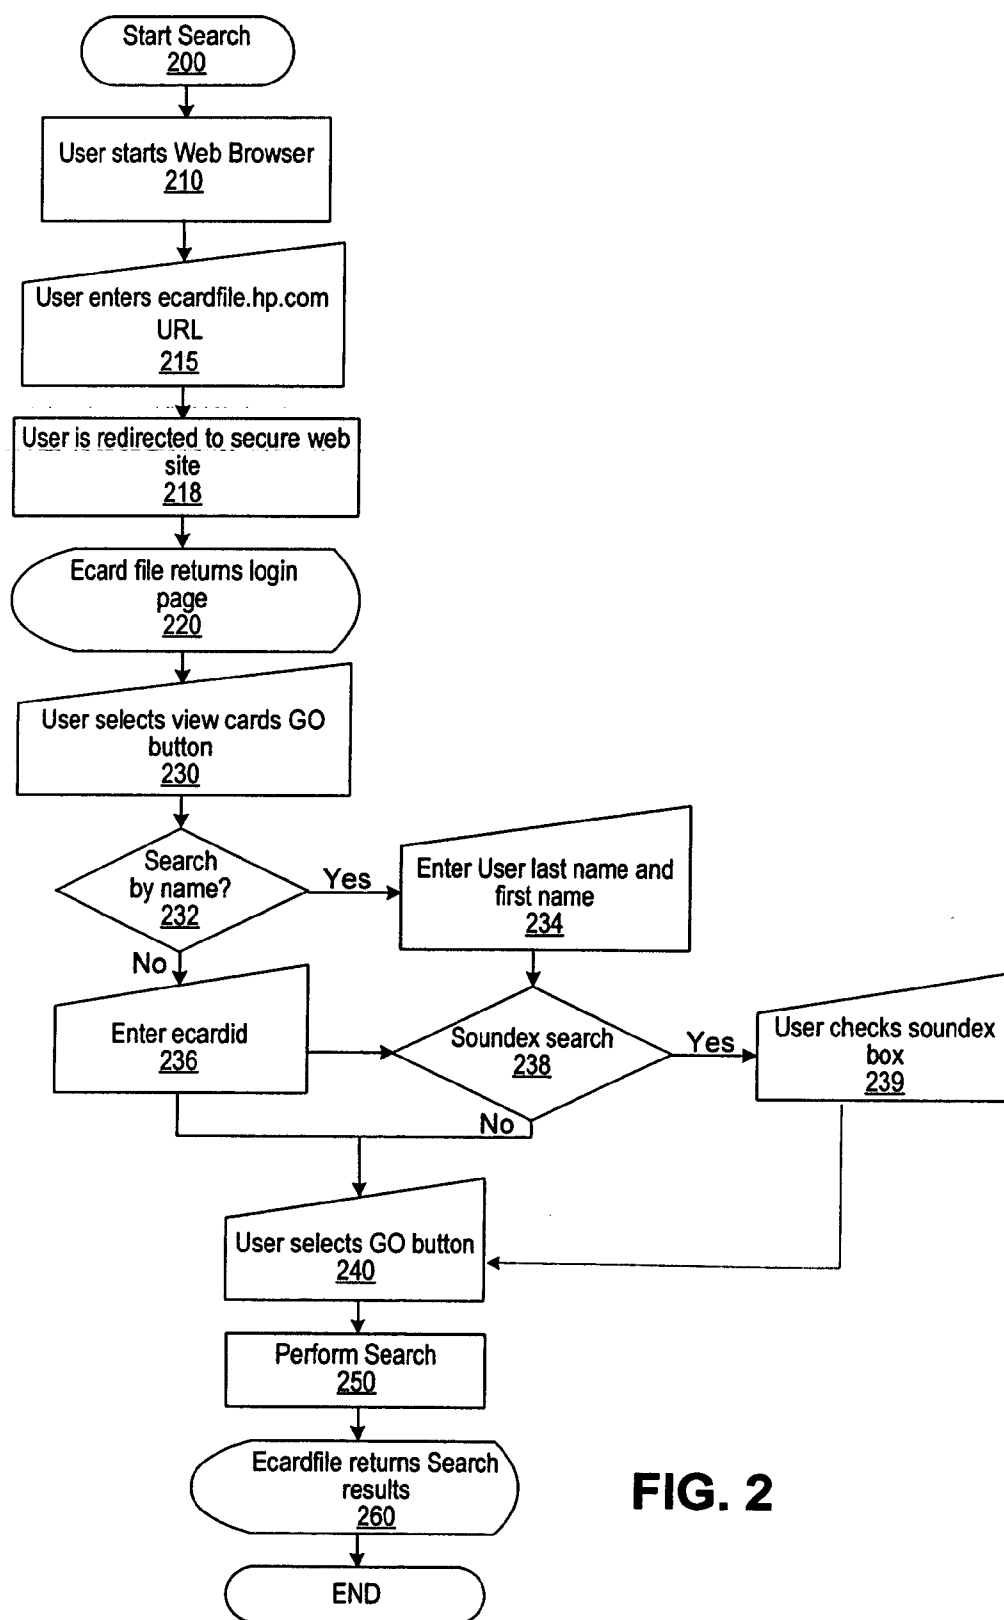 Start Search
200
User starts Web Browser
210
User enters ecardfile.hp.com
URL
215
User is redirected to secure web
site
218
Ecard file returns login
page
220
User selects view cards GO
button
230
Search
by name?
232
Yes
Enter User last name and
first name
234
No
Enter ecardid
236
Soundex search
238
Yes
User checks soundex
box
239
No
User selects GO button
240
Perform Search
250
Ecardfile returns Search
results
260
FIG. 2
END